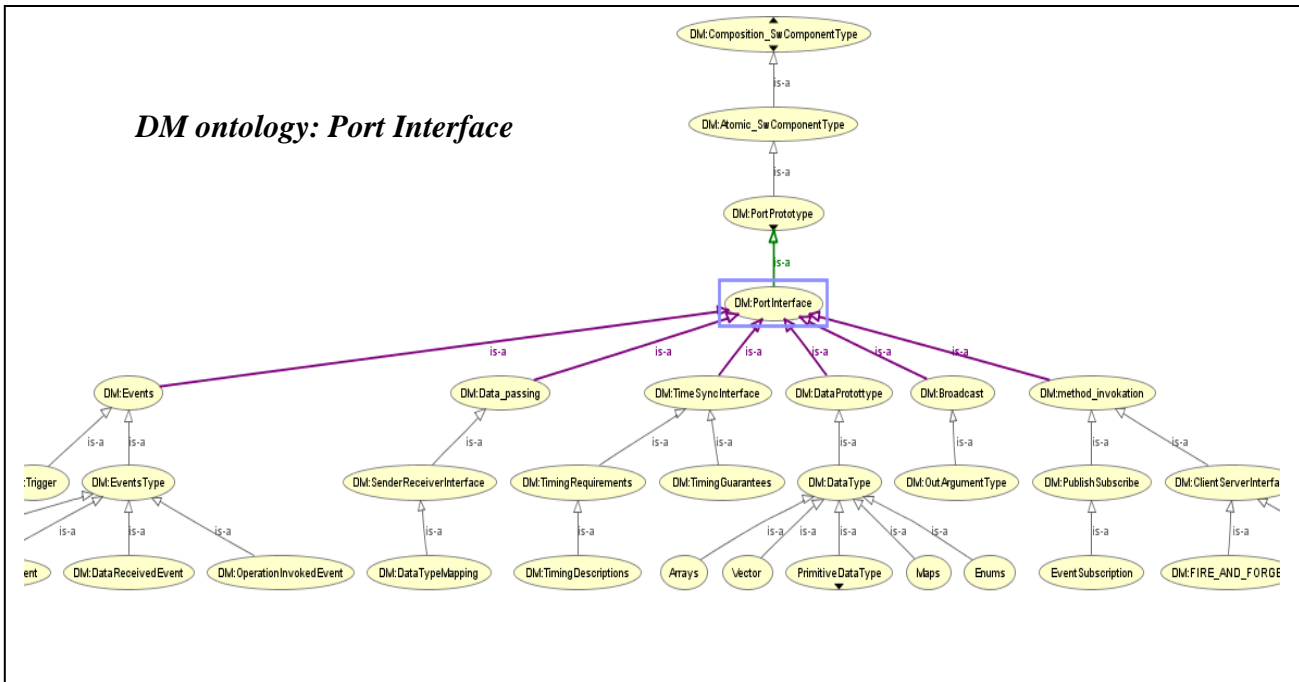 DM:Composition_SwComponentType
is-a
DM ontology: Port Interface
DM:Atomic_SwComponentType
is-a
DM:PortPrototype
is-a
DM:PortInterface
is-a is-a is-a is-a is-a is-a
DM:Events DM:Data_passing DM:TimeSyncInterface DM:DataPrototype DM:Broadcast DM:method_invokation
is-a is-a is-a is-a is-a is-a is-a is-a is-a
:Trigger DM:EventsType DM:SenderReceiverInterface DM:TimingRequirements DM:TimingGuarantees DM:DataType DM:OutArgumentType DM:PublishSubscribe DM:ClientServerInterfa
is-a is-a is-a is-a is-a is-a is-a is-a is-a is-a is-a is-a
ent DM:DataReceivedEvent DM:OperationInvokedEvent DM:DataTypeMapping DM:TimingDescriptions Arrays Vector PrimitiveDataType Maps Enums EventSubscription DM:FIRE_AND_FORGE